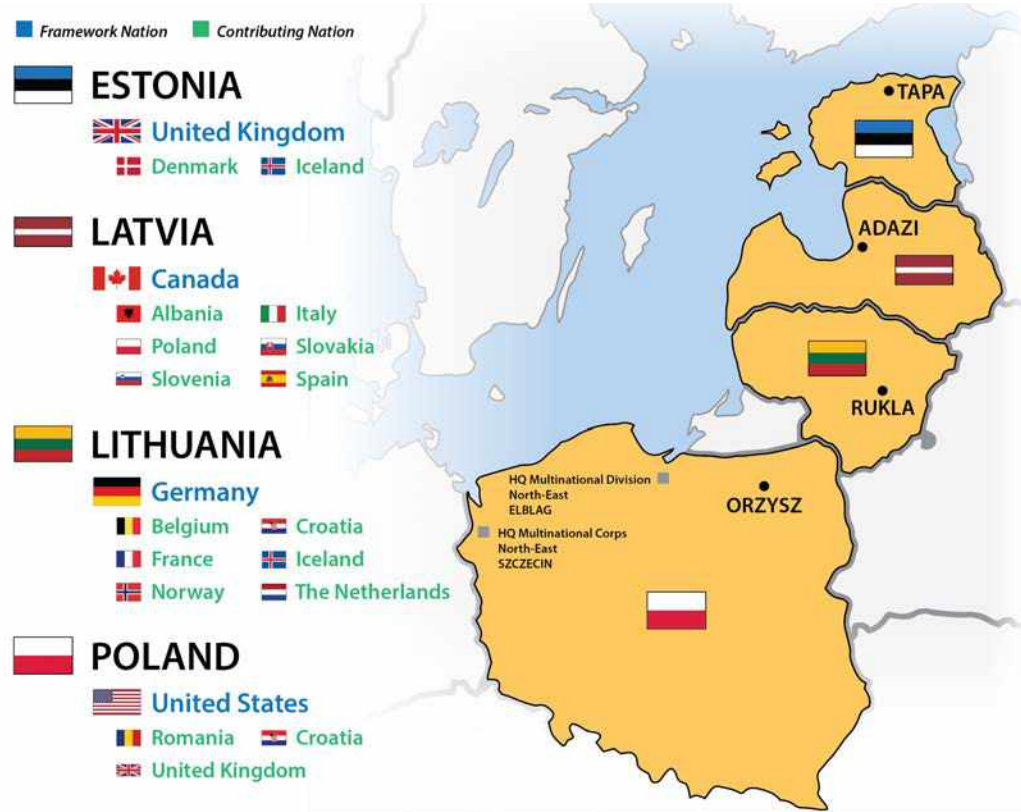 Framework Nation Contributing Nation
ESTONIA
United Kingdom
Denmark Iceland
LATVIA
Canada
Albania Italy
Poland Slovakia
Slovenia Spain
LITHUANIA
Germany
Belgium Croatia
France Iceland
Norway The Netherlands
POLAND
United States
Romania Croatia
United Kingdom
TAPA
ADAZI
RUKLA
HQ Multinational Division
North-East
ELBLAG
ORZYSZ
HQ Multinational Corps
North-East
SZCZECIN